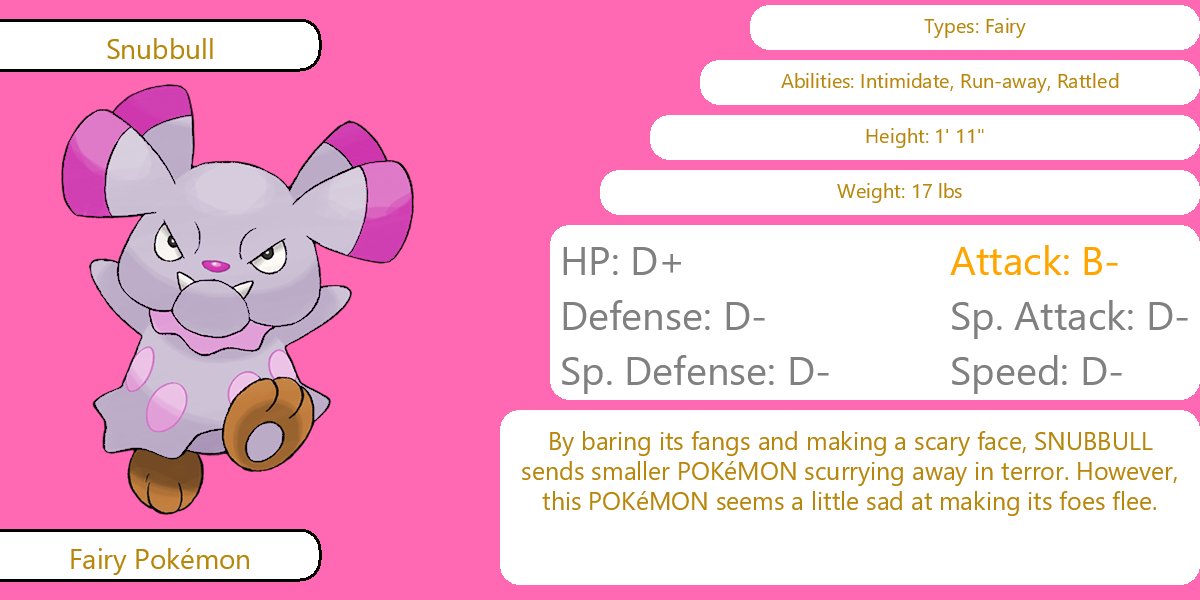 Snubbull
Types: Fairy
Abilities: Intimidate, Run-away, Rattled
Height: 1' 11"
Weight: 17 lbs
HP: D+
Attack: B-
Defense: D-
Sp. Attack: D-
Sp. Defense: D-
Speed: D-
By baring its fangs and making a scary face, SNUBBULL
sends smaller POKéMON scurrying away in terror. However,
this POKéMON seems a little sad at making its foes flee.
Fairy Pokémon